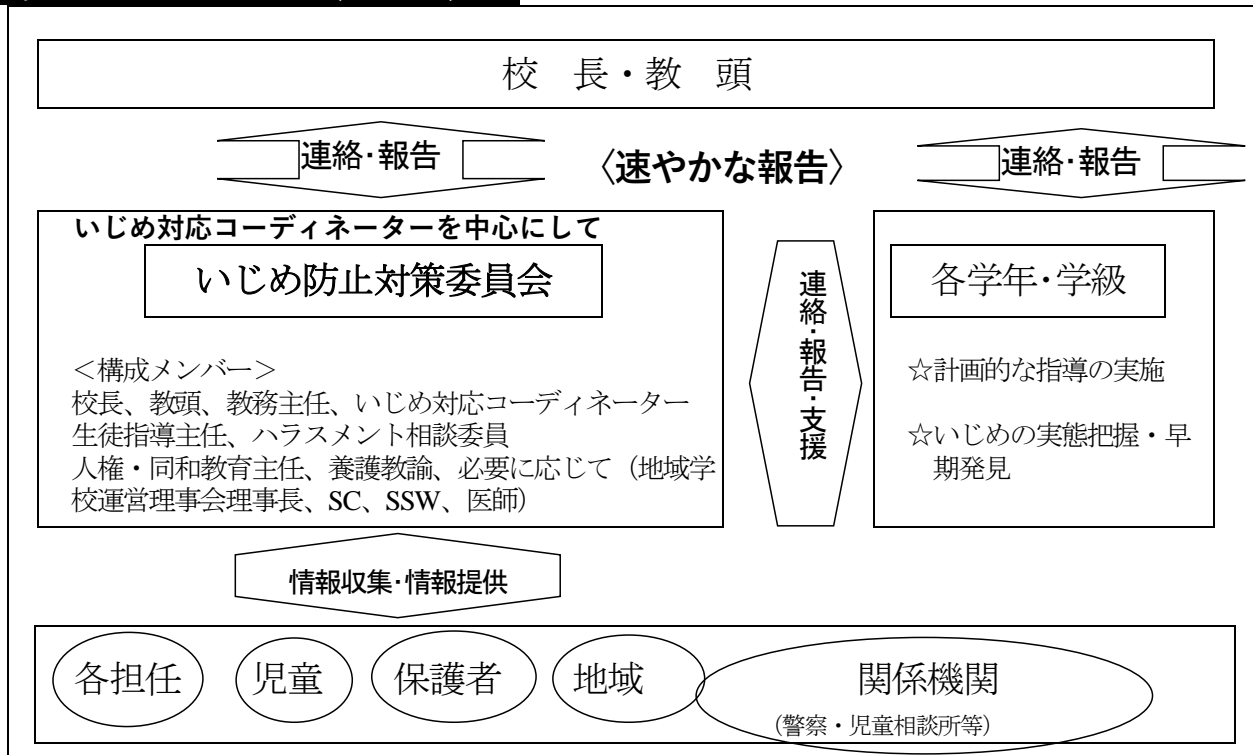 校 長・教 頭
連絡･報告
〈速やかな報告〉
連絡･報告
いじめ対応コーディネーターを中心にして
いじめ防止対策委員会
＜構成メンバー＞
校長、教頭、教務主任、いじめ対応コーディネーター
生徒指導主任、ハラスメント相談委員
人権・同和教育主任、養護教諭、必要に応じて（地域学
校運営理事会理事長、SC、SSW、医師）
連絡･報告･支援
各学年･学級
☆計画的な指導の実施
☆いじめの実態把握・早
期発見
情報収集･情報提供
各担任
児童
保護者
地域
関係機関
（警察・児童相談所等）